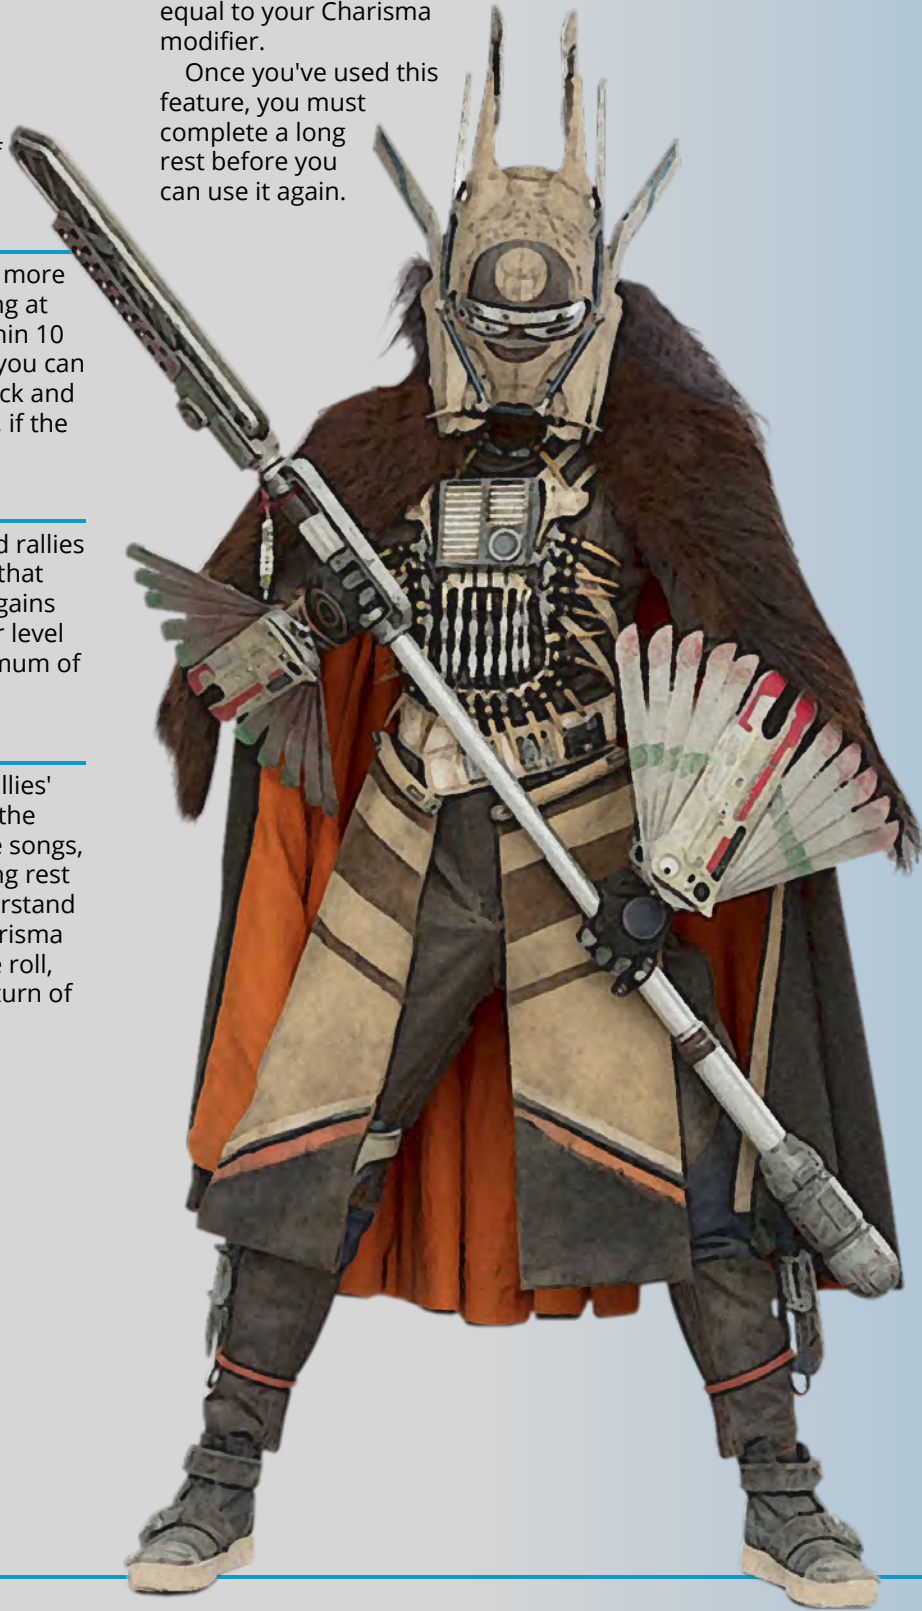 more
ng at
hin 10
you can
ck and
if the
d rallies
that
gains
r level
mum of
llies'
the
e songs,
ng rest
erstand
risma
e roll,
turn of
equal to your Charisma
modifier.
Once you've used this
feature, you must
complete a long
rest before you
can use it again.